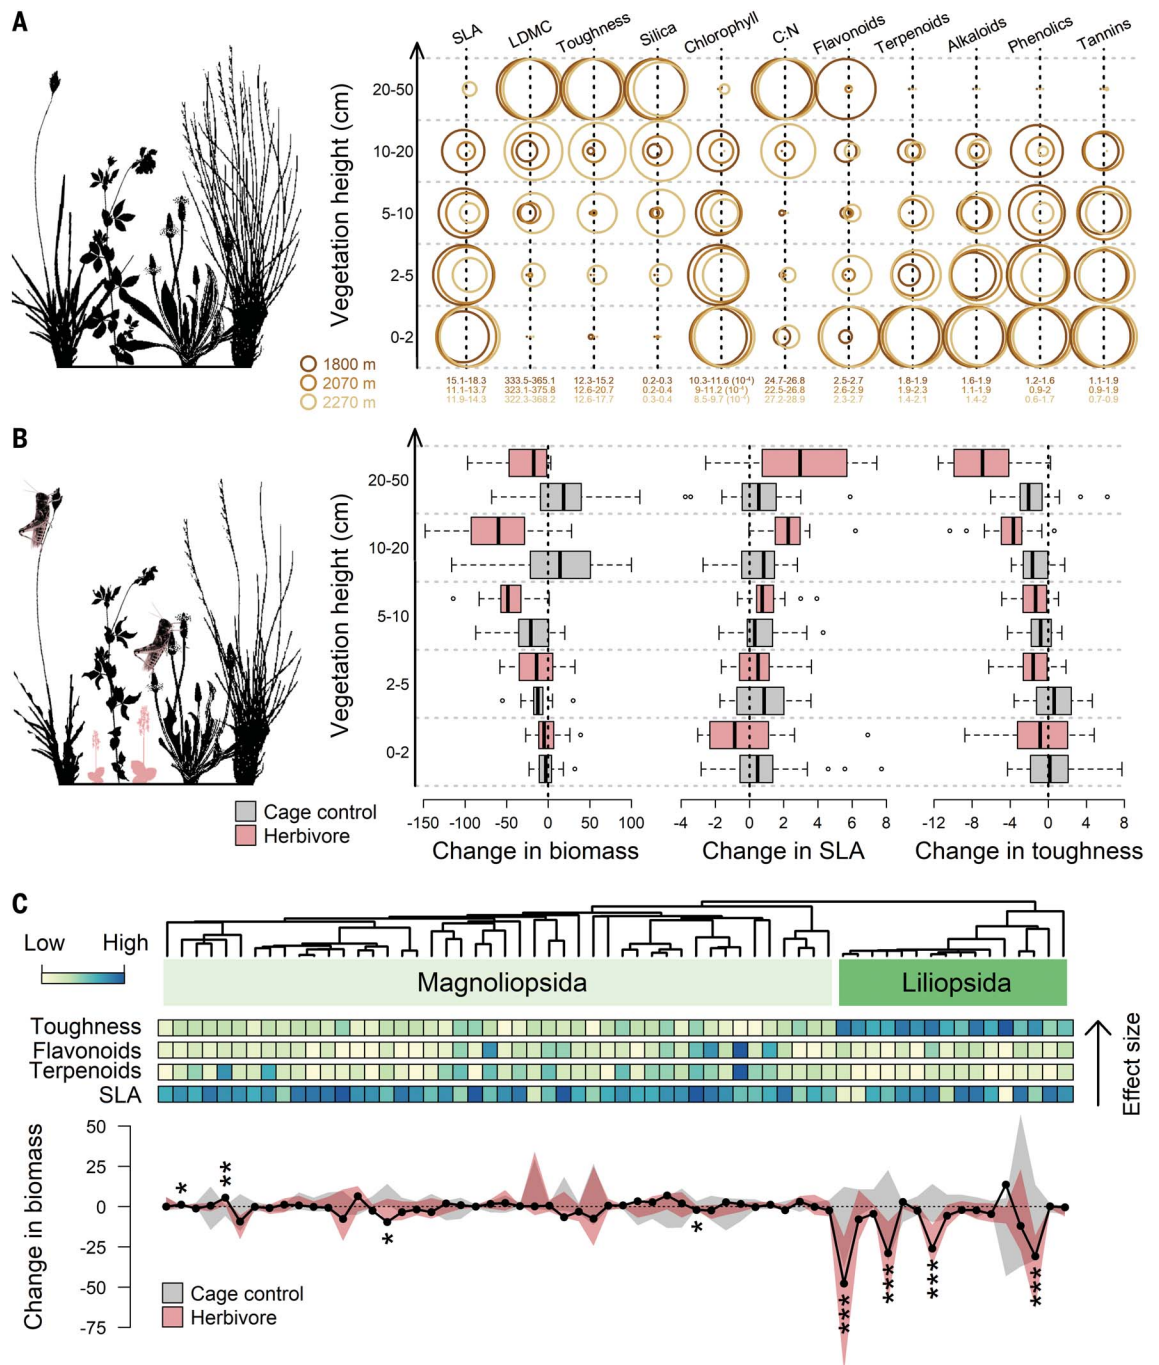 A
SLA LDMC Toughness Silica Chlorophyll C:N Flavonoids Terpenoids Alkaloids Phenolics Tannins
Vegetation height (cm)
20-50
10-20
5-10
2-5
0-2
1800 m
2070 m
2270 m
15.1-18.3 333.5-365.1 12.3-15.2 0.2-0.3 10.3-11.6 (10⁻⁴) 24.7-26.8 2.5-2.7 1.8-1.9 1.6-1.9 1.2-1.6 1.1-1.9
11.1-13.7 323.1-375.8 12.6-20.7 0.2-0.4 9-11.2 (10⁻⁴) 22.5-26.8 2.6-2.9 1.9-2.3 1.1-1.9 0.9-2 0.9-1.9
11.9-14.3 322.3-368.2 12.6-17.7 0.3-0.4 8.5-9.7 (10⁻⁴) 27.2-28.9 2.3-2.7 1.4-2.1 1.4-2 0.6-1.7 0.7-0.9
B
Vegetation height (cm)
20-50
10-20
5-10
2-5
0-2
Cage control
Herbivore
-150 -100 -50 0 50 100
-4 0 2 4 6 8
-12 -8 -4 0 4 8
Change in biomass
Change in SLA
Change in toughness
C
Low High
Magnoliopsida
Liliopsida
Toughness
Flavonoids
Terpenoids
SLA
Effect size
Change in biomass
50
25
0
-25
-50
-75
*
**
*
*
***
***
***
***
Cage control
Herbivore